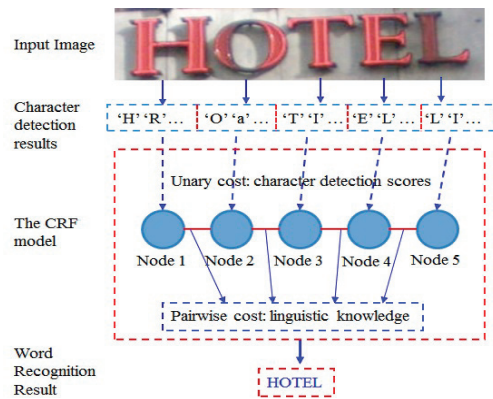 Input Image
HOTEL
Character
detection
results
‘H’ ‘R’… ‘O’ ‘a’… ‘T’ ‘I’… ‘E’ ‘L’… ‘L’ ‘I’…
Unary cost: character detection scores
The CRF
model
Node 1 Node 2 Node 3 Node 4 Node 5
Pairwise cost: linguistic knowledge
Word
Recognition
Result
HOTEL